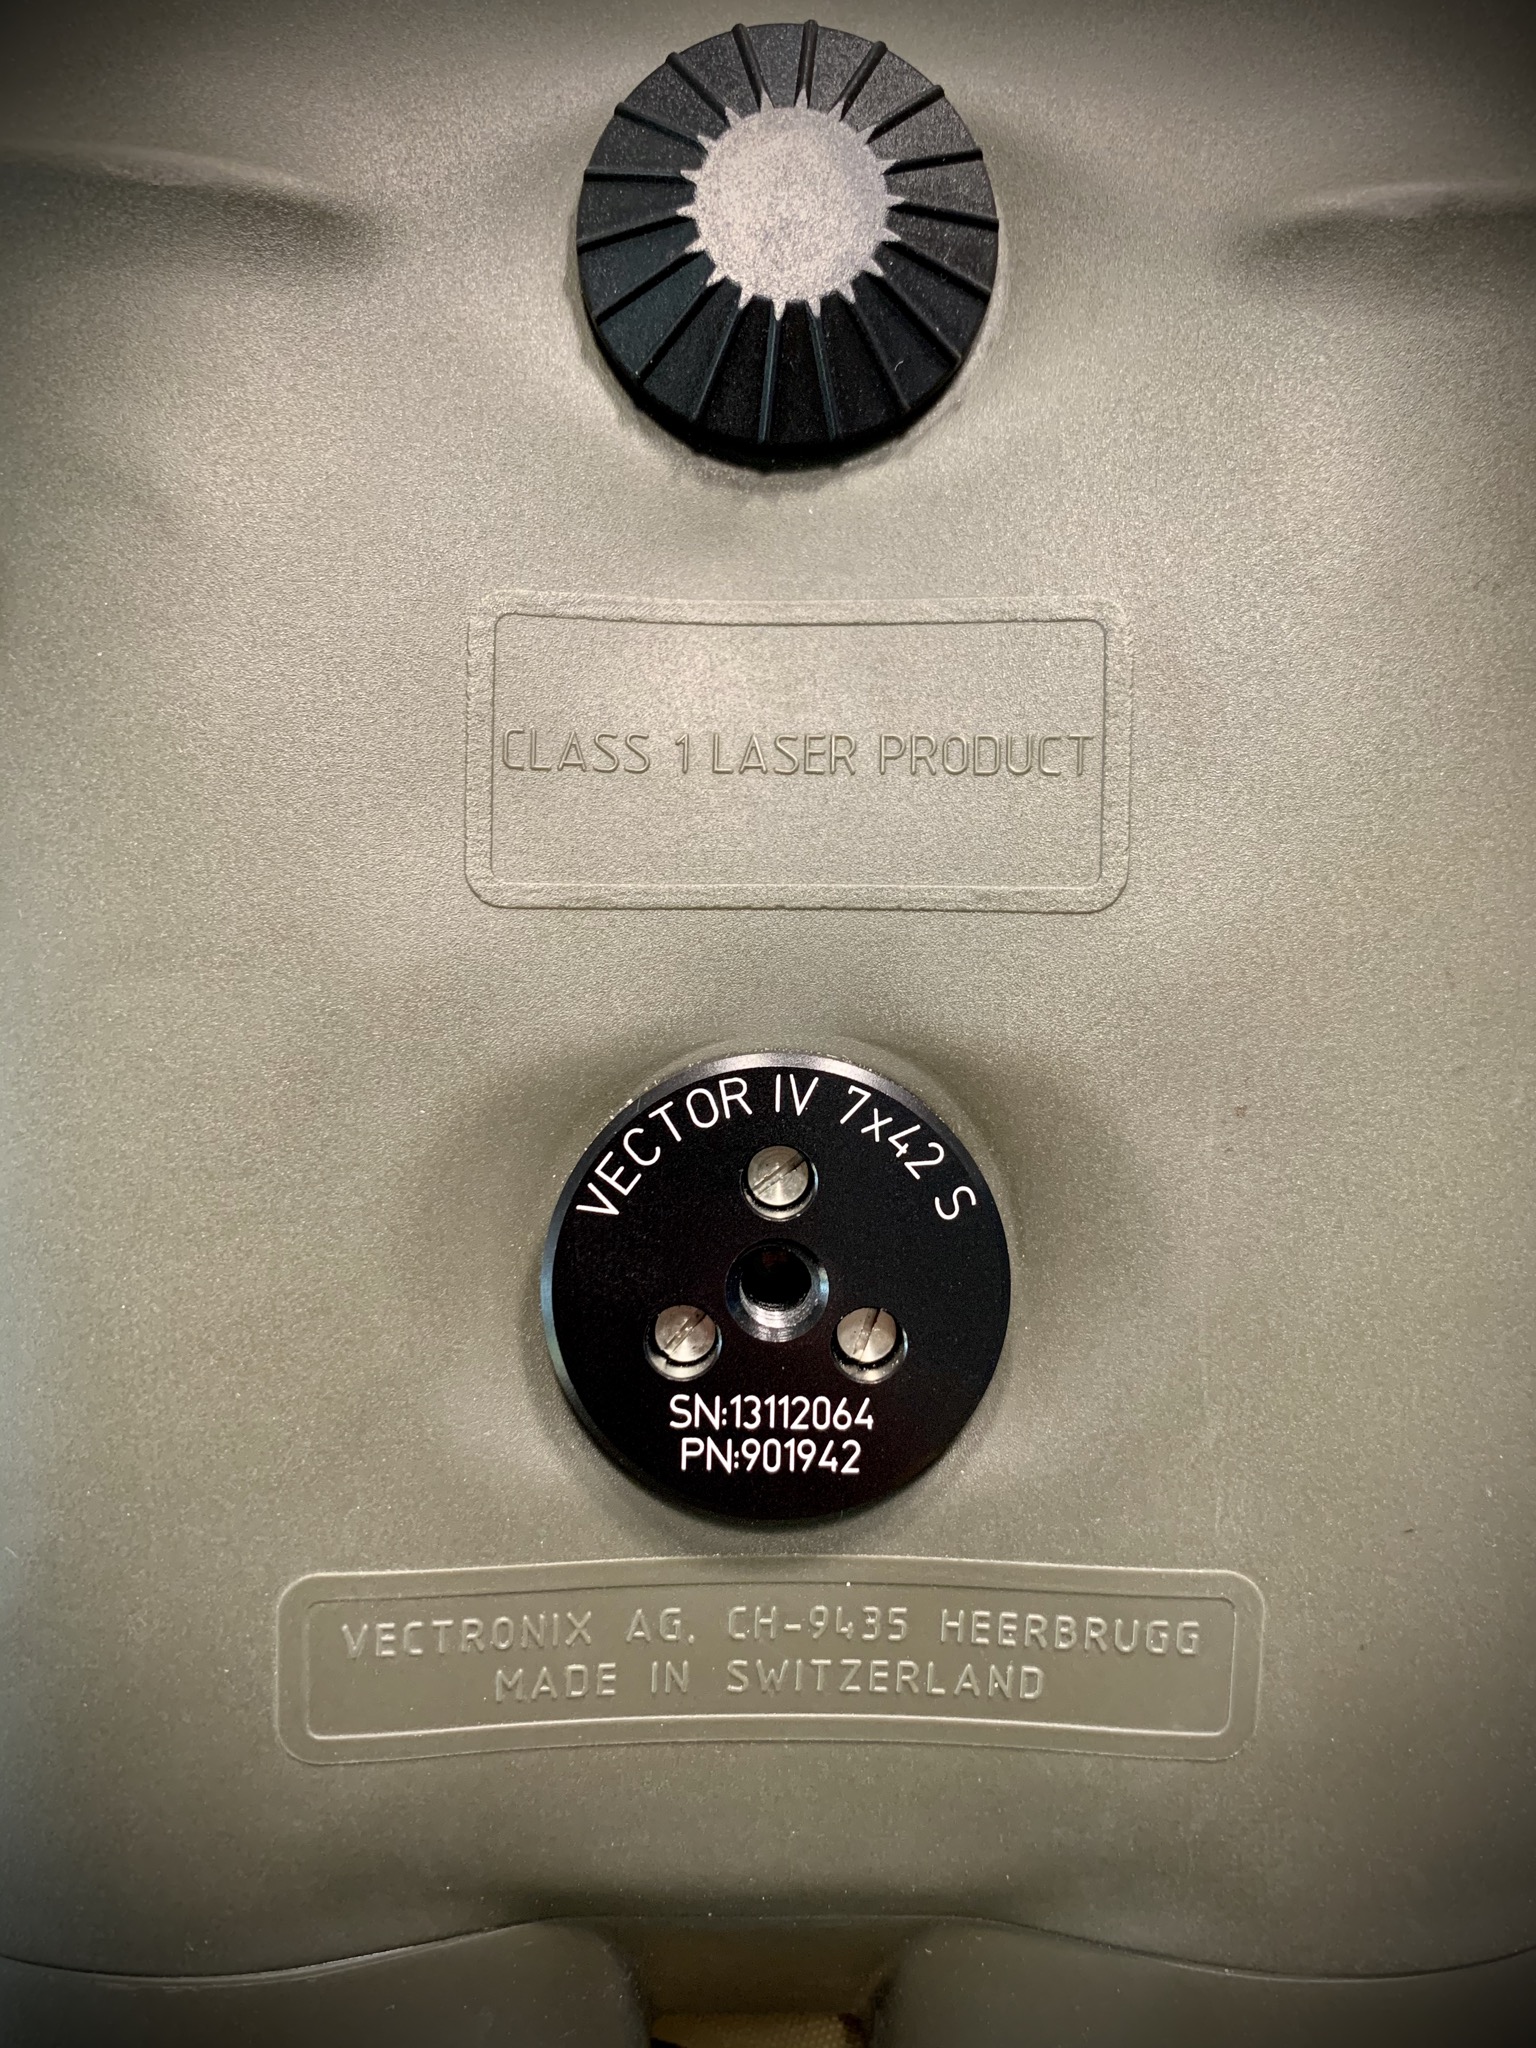 CLASS 1 LASER PRODUCT
VECTOR IV 7x42 S
SN:13112064
PN:901942
VECTRONIX AG. CH-9435 HEERBRUGG
MADE IN SWITZERLAND